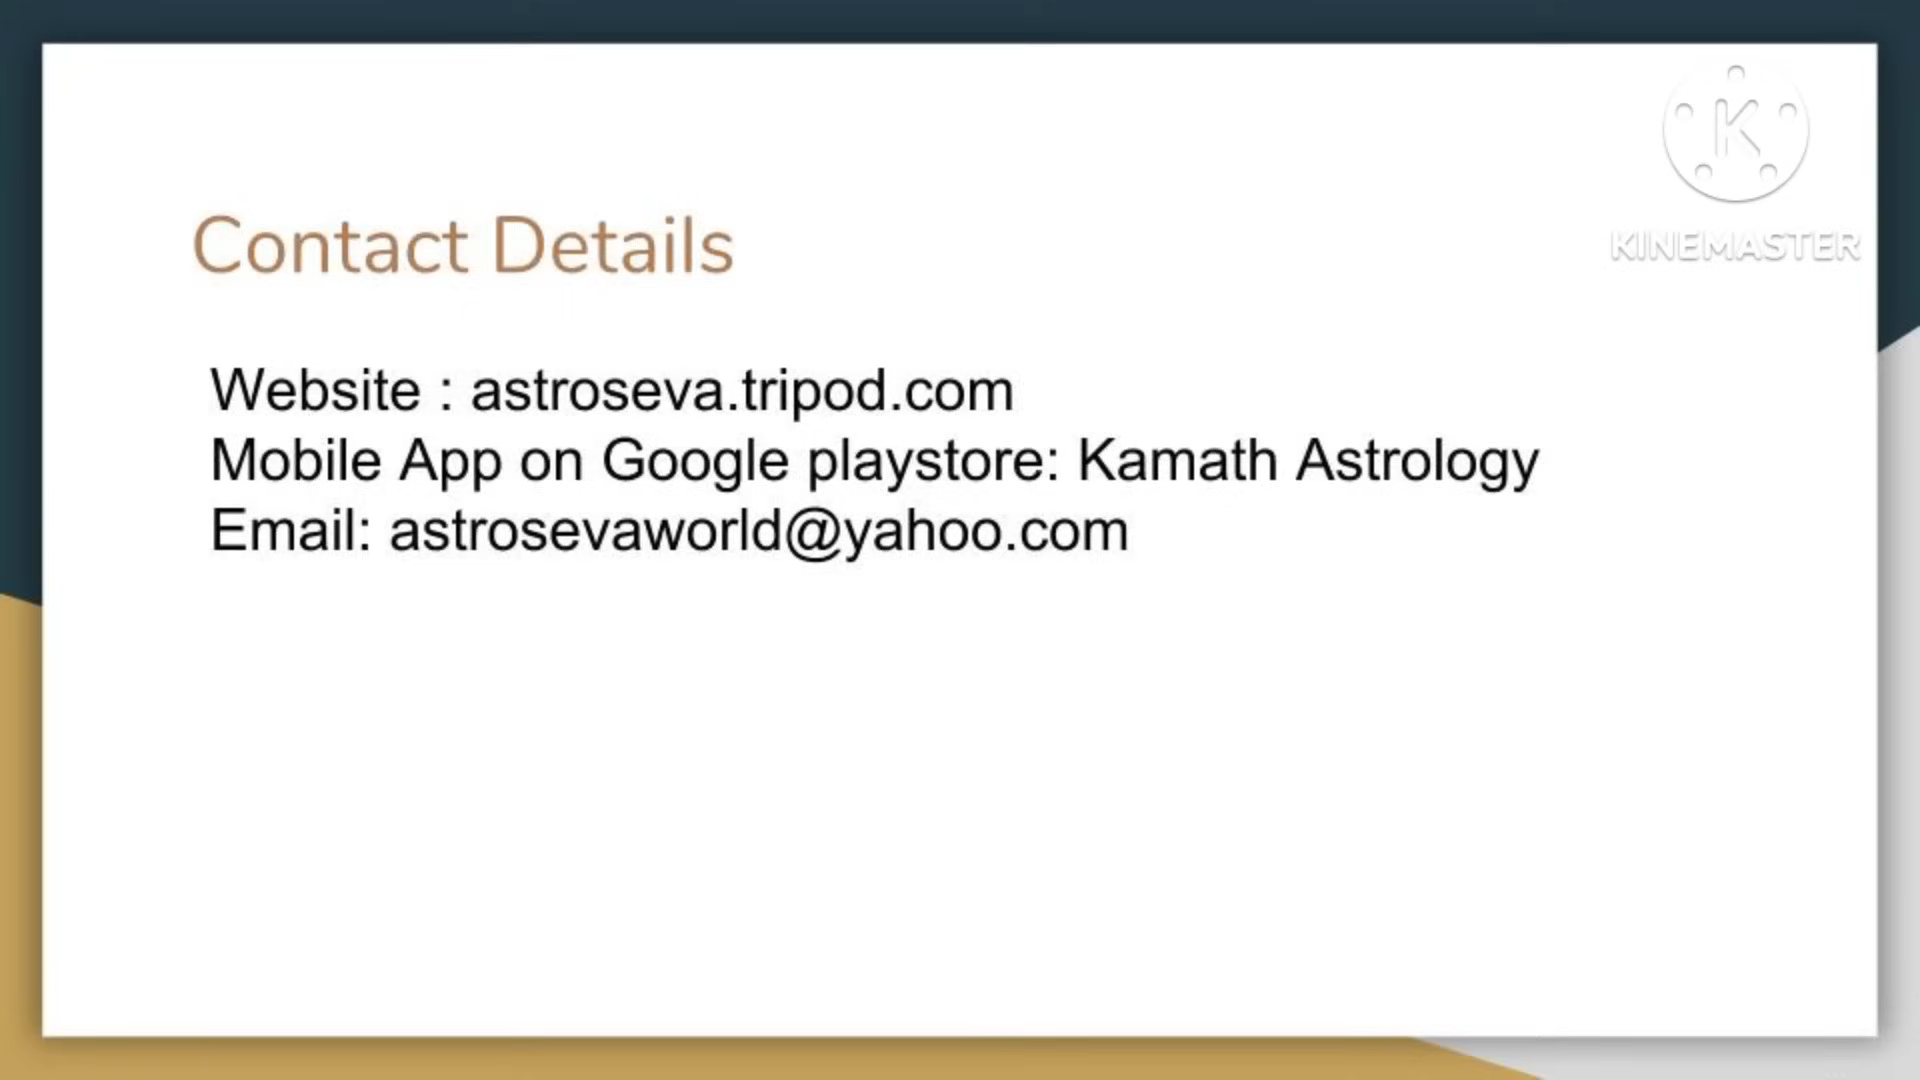 K
KINEMASTER
Contact Details
Website : astroseva.tripod.com
Mobile App on Google playstore: Kamath Astrology
Email: astrosevaworld@yahoo.com